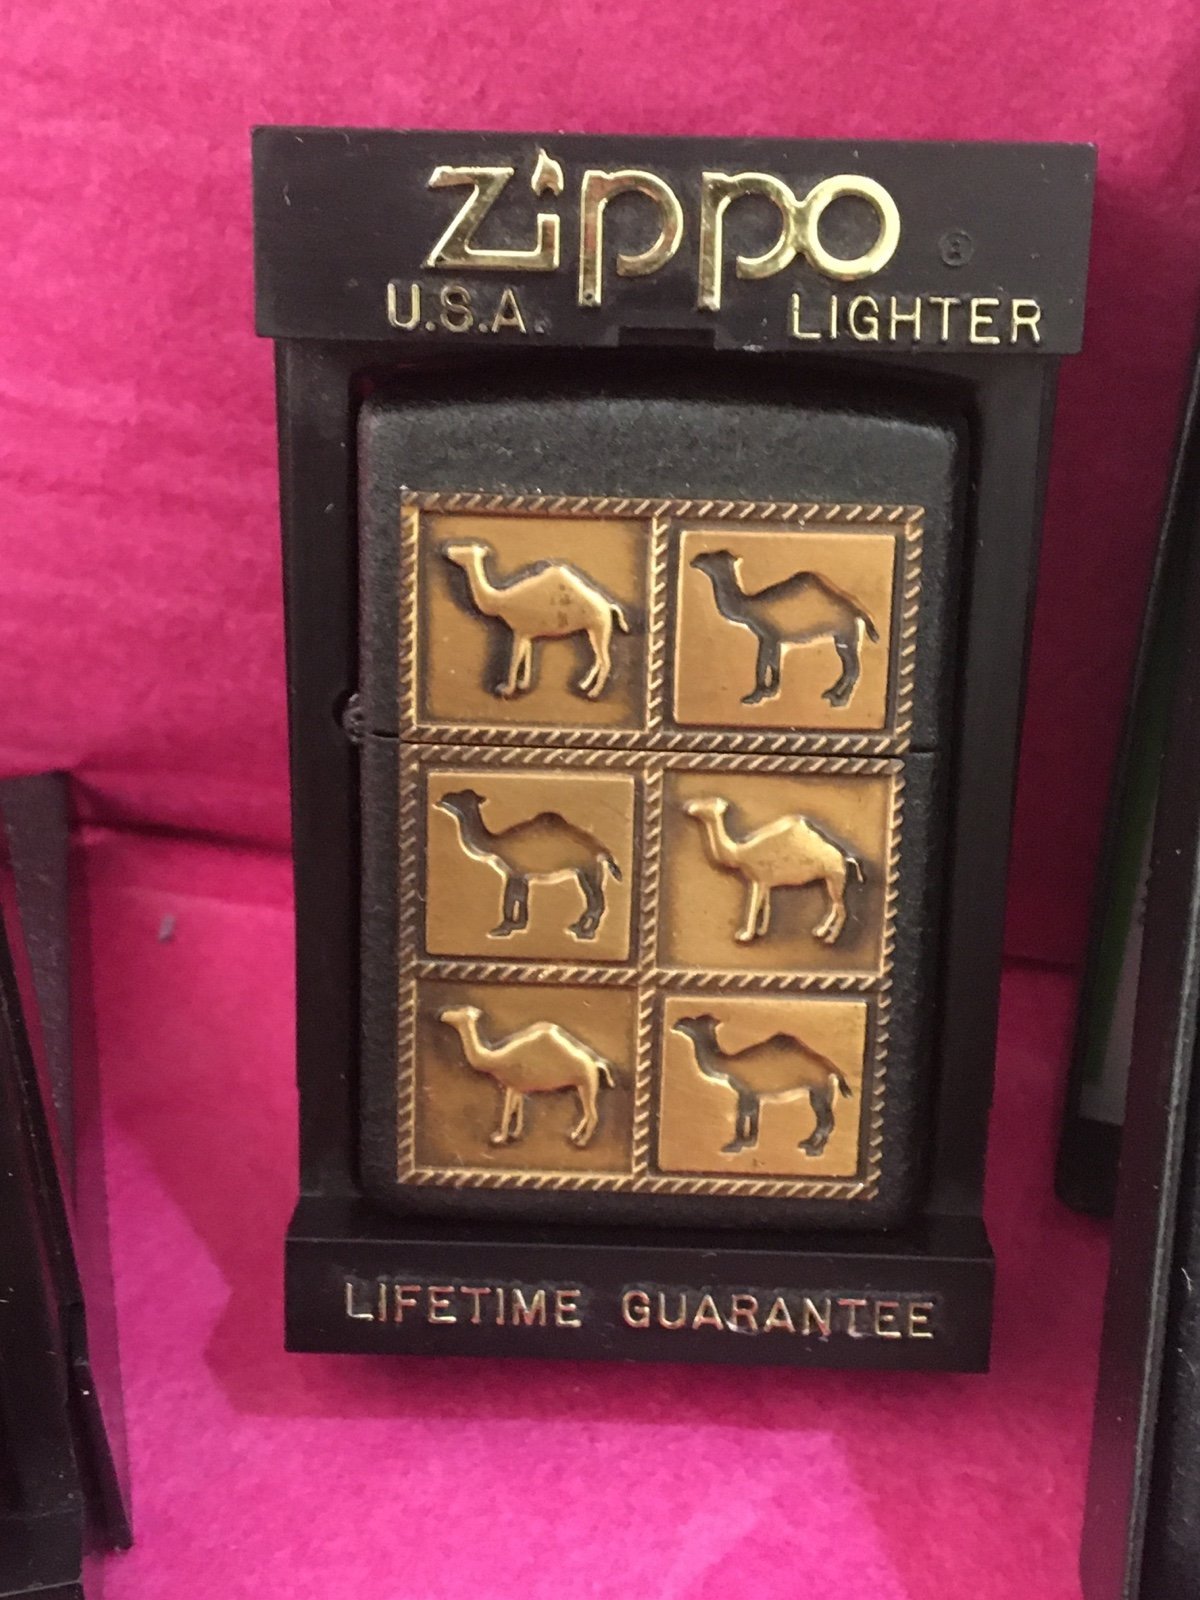 Zippo ®
U.S.A. LIGHTER
LIFETIME GUARANTEE